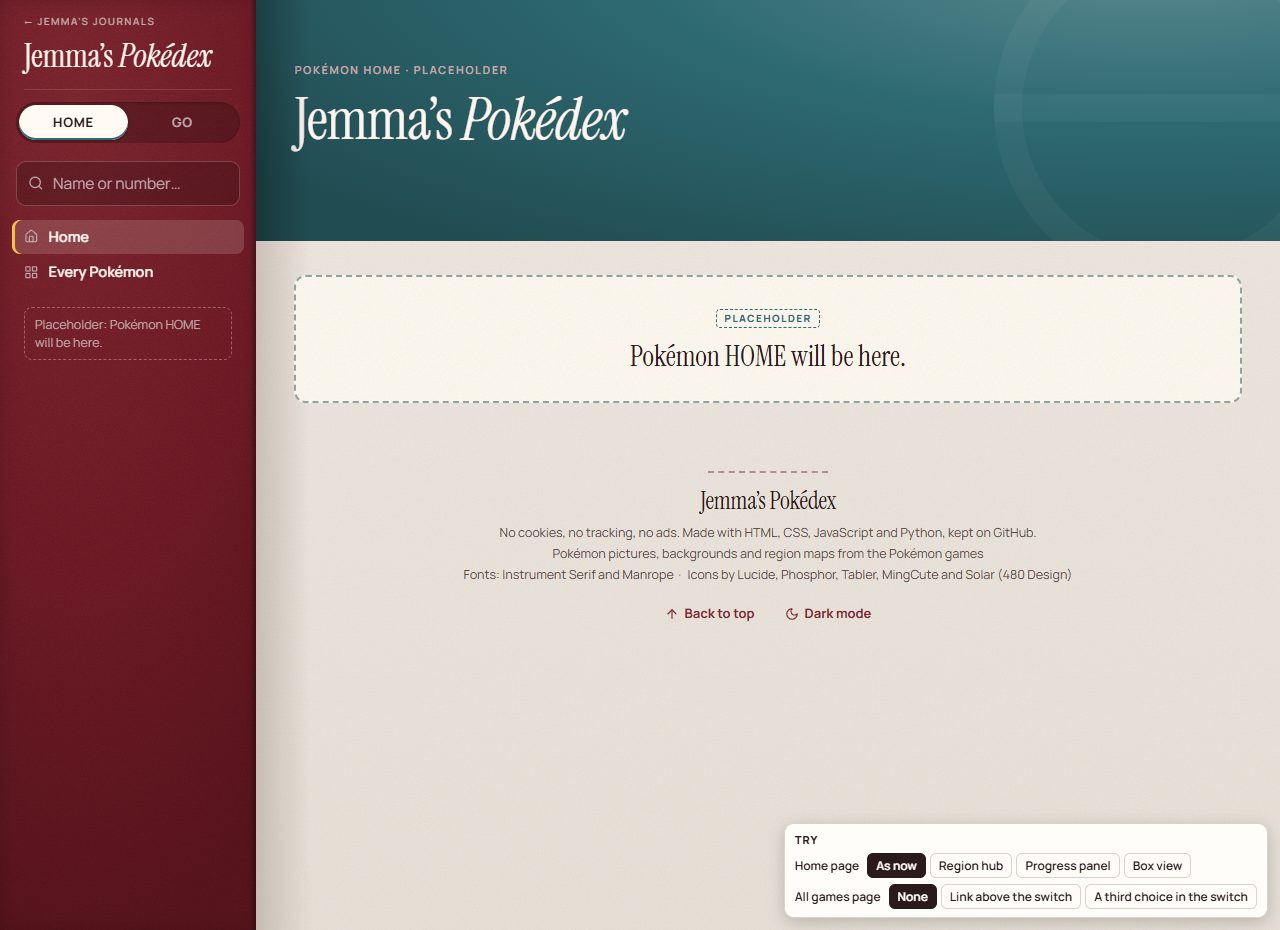 ← JEMMA'S JOURNALS
Jemma’s Pokédex
HOME
GO
Name or number…
Home
Every Pokémon
Placeholder: Pokémon HOME
will be here.
POKÉMON HOME · PLACEHOLDER
Jemma’s Pokédex
PLACEHOLDER
Pokémon HOME will be here.
Jemma’s Pokédex
No cookies, no tracking, no ads. Made with HTML, CSS, JavaScript and Python, kept on GitHub.
Pokémon pictures, backgrounds and region maps from the Pokémon games
Fonts: Instrument Serif and Manrope · Icons by Lucide, Phosphor, Tabler, MingCute and Solar (480 Design)
Back to top
Dark mode
TRY
Home page As now Region hub Progress panel Box view
All games page None Link above the switch A third choice in the switch